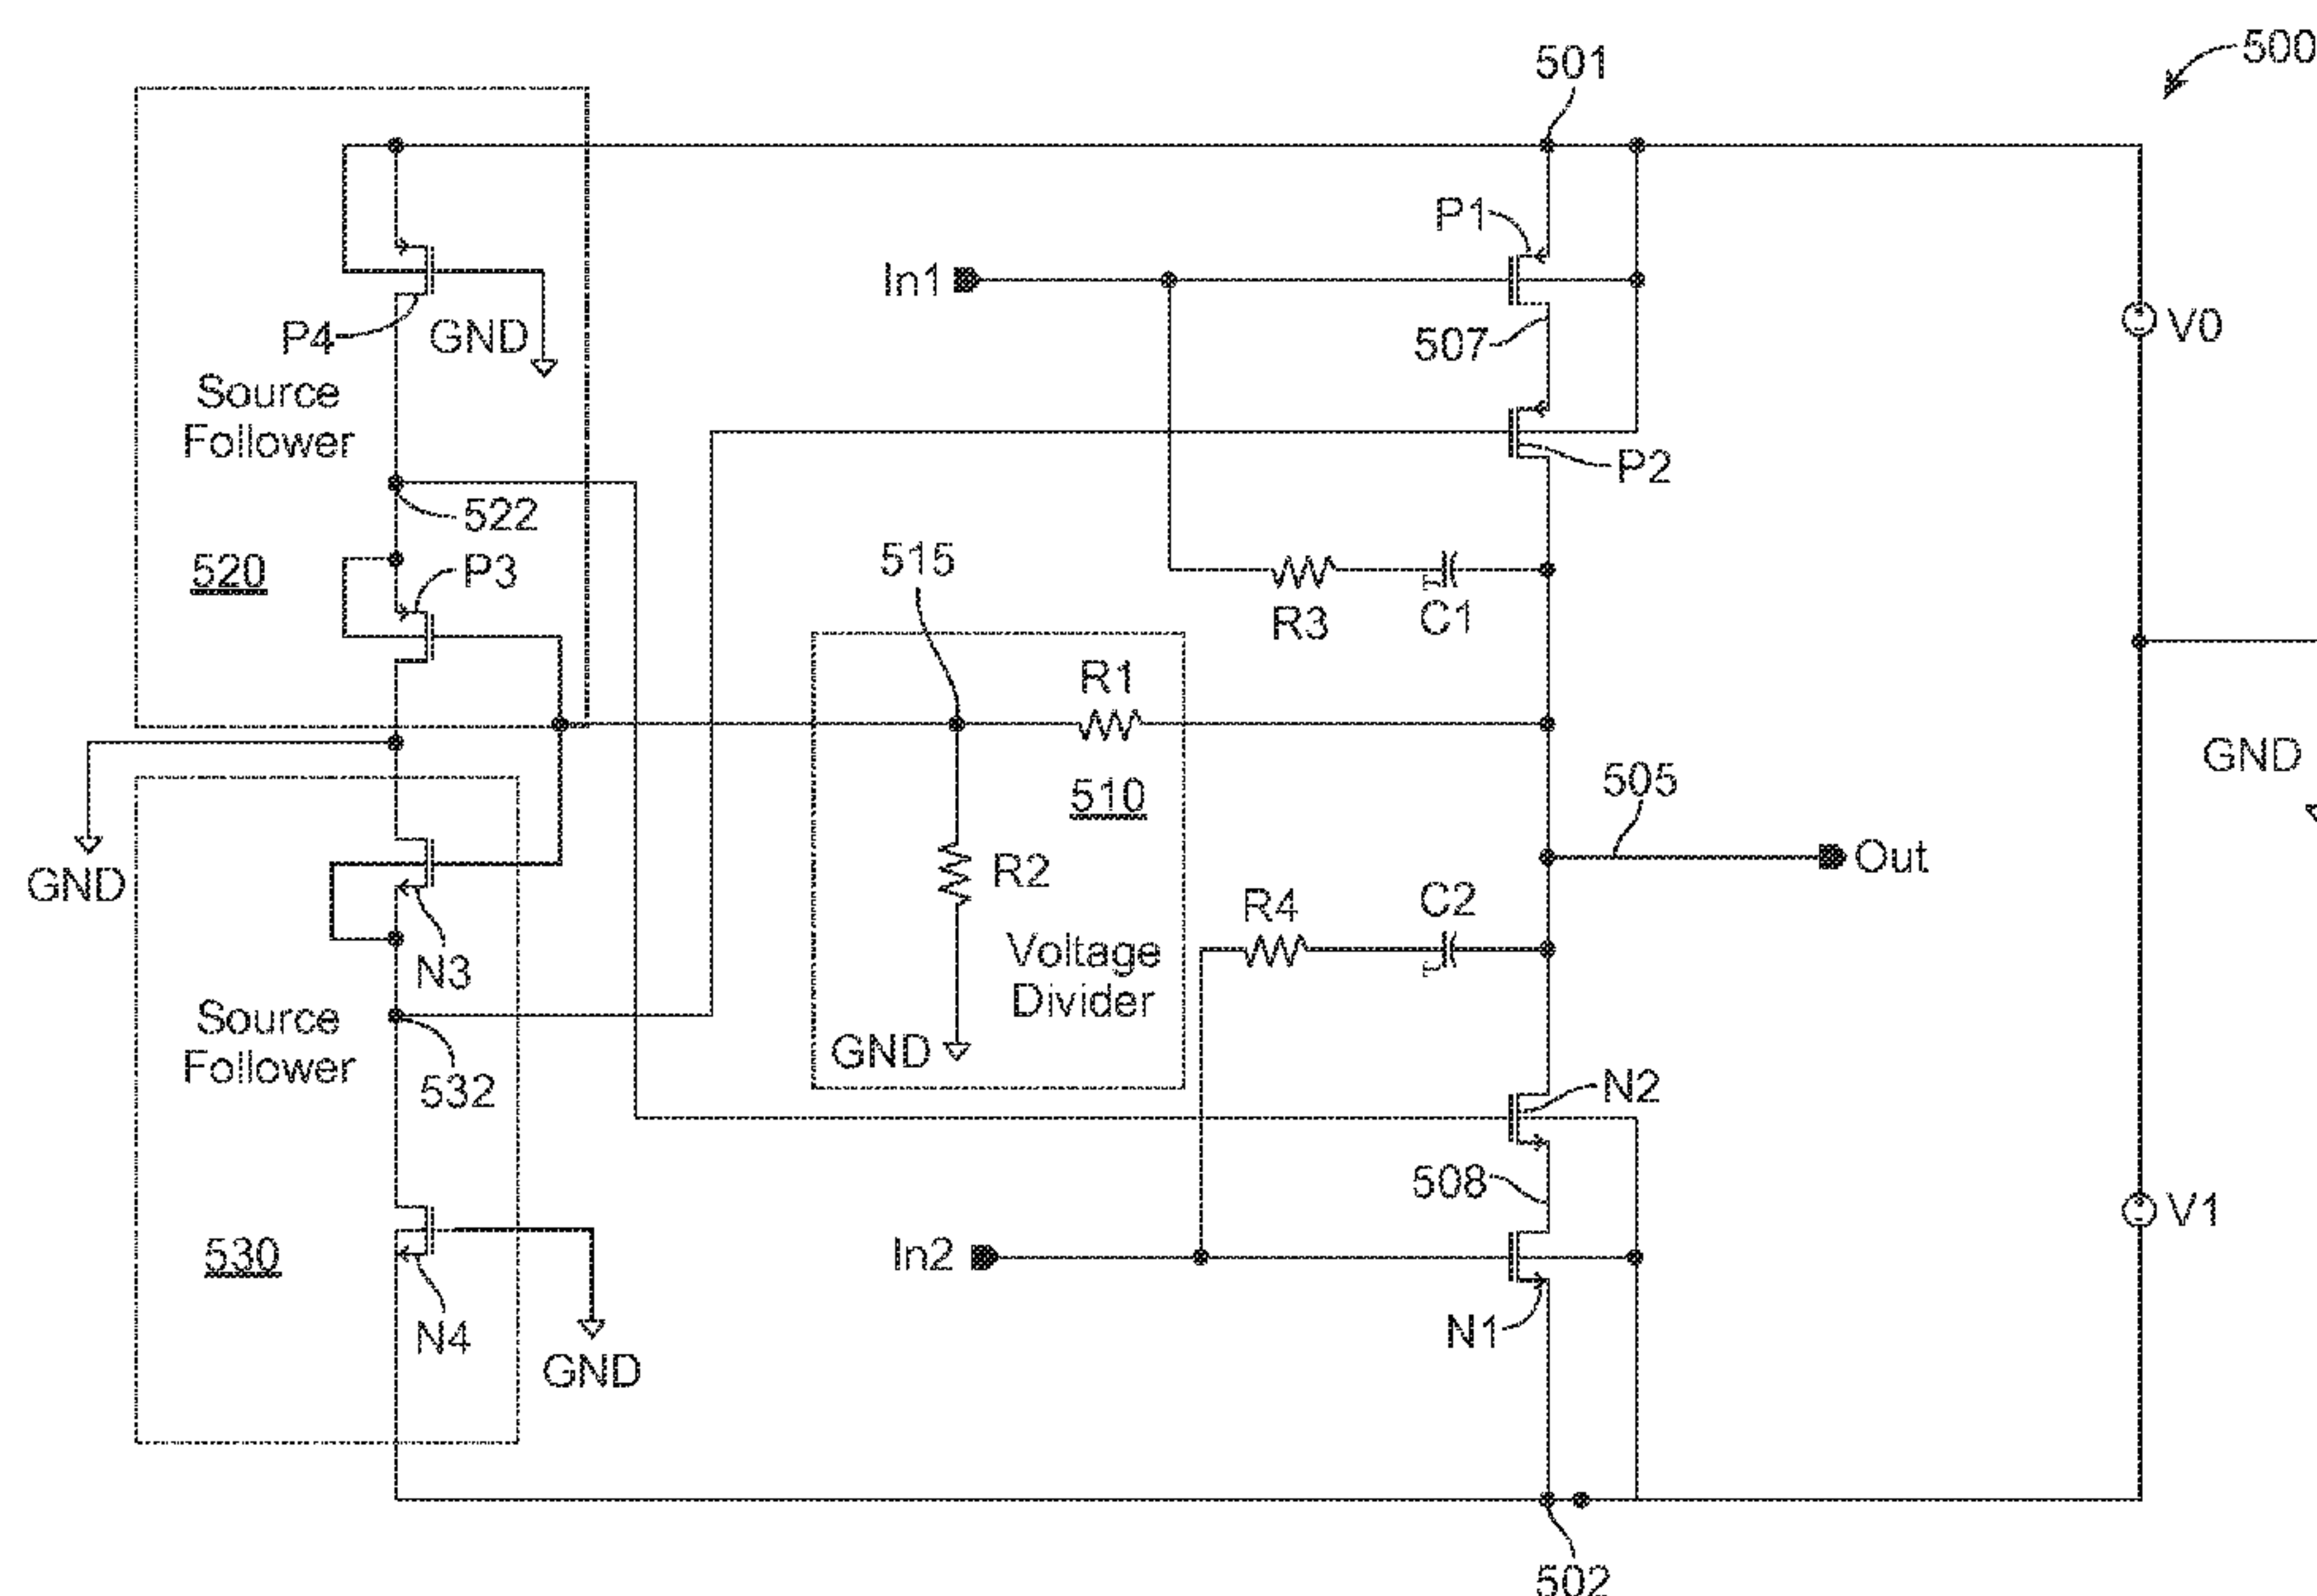 500
501
P1
In1
V0
P4
GND
507
Source
Follower
P2
522
520
P3
515
R3
C1
R1
510
GND
505
GND
R2
Out
R4
C2
N3
Voltage
Divider
Source
Follower
GND
532
N2
508
V1
530
In2
N4
N1
GND
502